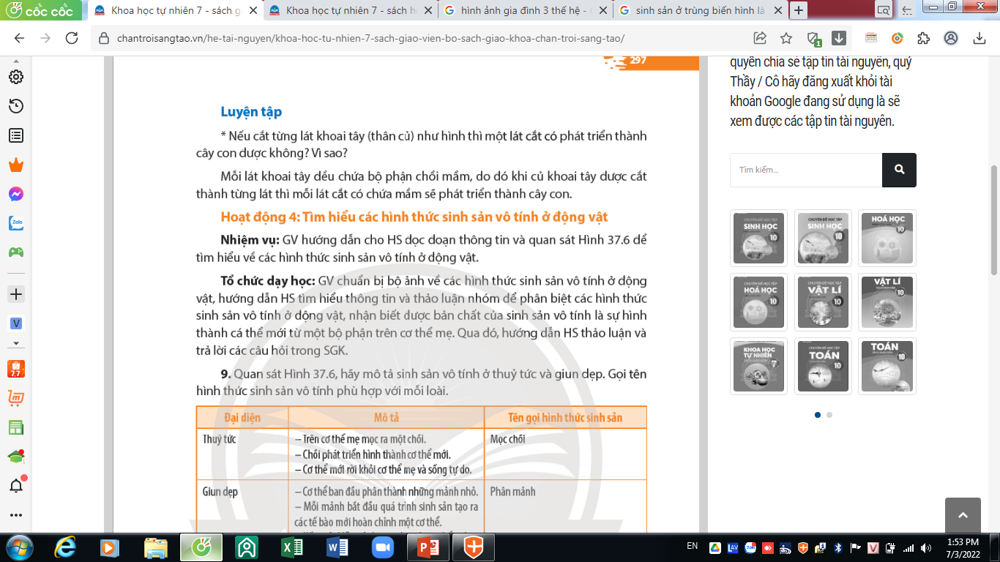 cốc cốc
Khoa học tự nhiên 7 - sách g
Khoa học tự nhiên 7 - sách h
hình ảnh gia đình 3 thế hệ -
sinh sản ở trùng biến hình là
chantroisangtao.vn/he-tai-nguyen/khoa-hoc-tu-nhien-7-sach-giao-vien-bo-sach-giao-khoa-chan-troi-sang-tao/
1
297
Luyện tập
* Nếu cắt từng lát khoai tây (thân củ) như hình thì một lát cắt có phát triển thành
cây con được không? Vì sao?
Mỗi lát khoai tây đều chứa bộ phận chồi mầm, do đó khi củ khoai tây được cắt
thành từng lát thì mỗi lát cắt có chứa mầm sẽ phát triển thành cây con.
Hoạt động 4: Tìm hiểu các hình thức sinh sản vô tính ở động vật
Nhiệm vụ: GV hướng dẫn cho HS đọc đoạn thông tin và quan sát Hình 37.6 để
tìm hiểu về các hình thức sinh sản vô tính ở động vật.
Tổ chức dạy học: GV chuẩn bị bộ ảnh về các hình thức sinh sản vô tính ở động
vật, hướng dẫn HS tìm hiểu thông tin và thảo luận nhóm để phân biệt các hình thức
sinh sản vô tính ở động vật, nhận biết được bản chất của sinh sản vô tính là sự hình
thành cá thể mới từ một bộ phận trên cơ thể mẹ. Qua đó, hướng dẫn HS thảo luận và
trả lời các câu hỏi trong SGK.
9. Quan sát Hình 37.6, hãy mô tả sinh sản vô tính ở thuỷ tức và giun dẹp. Gọi tên
hình thức sinh sản vô tính phù hợp với mỗi loài.
Đại diện Mô tả Tên gọi hình thức sinh sản
Thuỷ tức – Trên cơ thể mẹ mọc ra một chồi. Mọc chồi
– Chồi phát triển hình thành cơ thể mới.
– Cơ thể mới rời khỏi cơ thể mẹ và sống tự do.
Giun dẹp – Cơ thể ban đầu phân thành những mảnh nhỏ. Phân mảnh
– Mỗi mảnh bắt đầu quá trình sinh sản tạo ra
các tế bào mới hoàn chỉnh một cơ thể.
quyền chia sẻ tập tin tài nguyên, quý
Thầy / Cô hãy đăng xuất khỏi tài
khoản Google đang sử dụng là sẽ
xem được các tập tin tài nguyên.
Tìm kiếm...
CHUYÊN ĐỀ HỌC TẬP
SINH HỌC
10
CHUYÊN ĐỀ HỌC TẬP
SINH HỌC
10
HOÁ HỌC
10
CHUYÊN ĐỀ HỌC TẬP
HOÁ HỌC
10
CHUYÊN ĐỀ HỌC TẬP
VẬT LÍ
10
VẬT LÍ
10
KHOA HỌC
TỰ NHIÊN
7
CHUYÊN ĐỀ HỌC TẬP
TOÁN
10
TOÁN
10
Zalo
V
7.7
EN
1:53 PM
7/3/2022